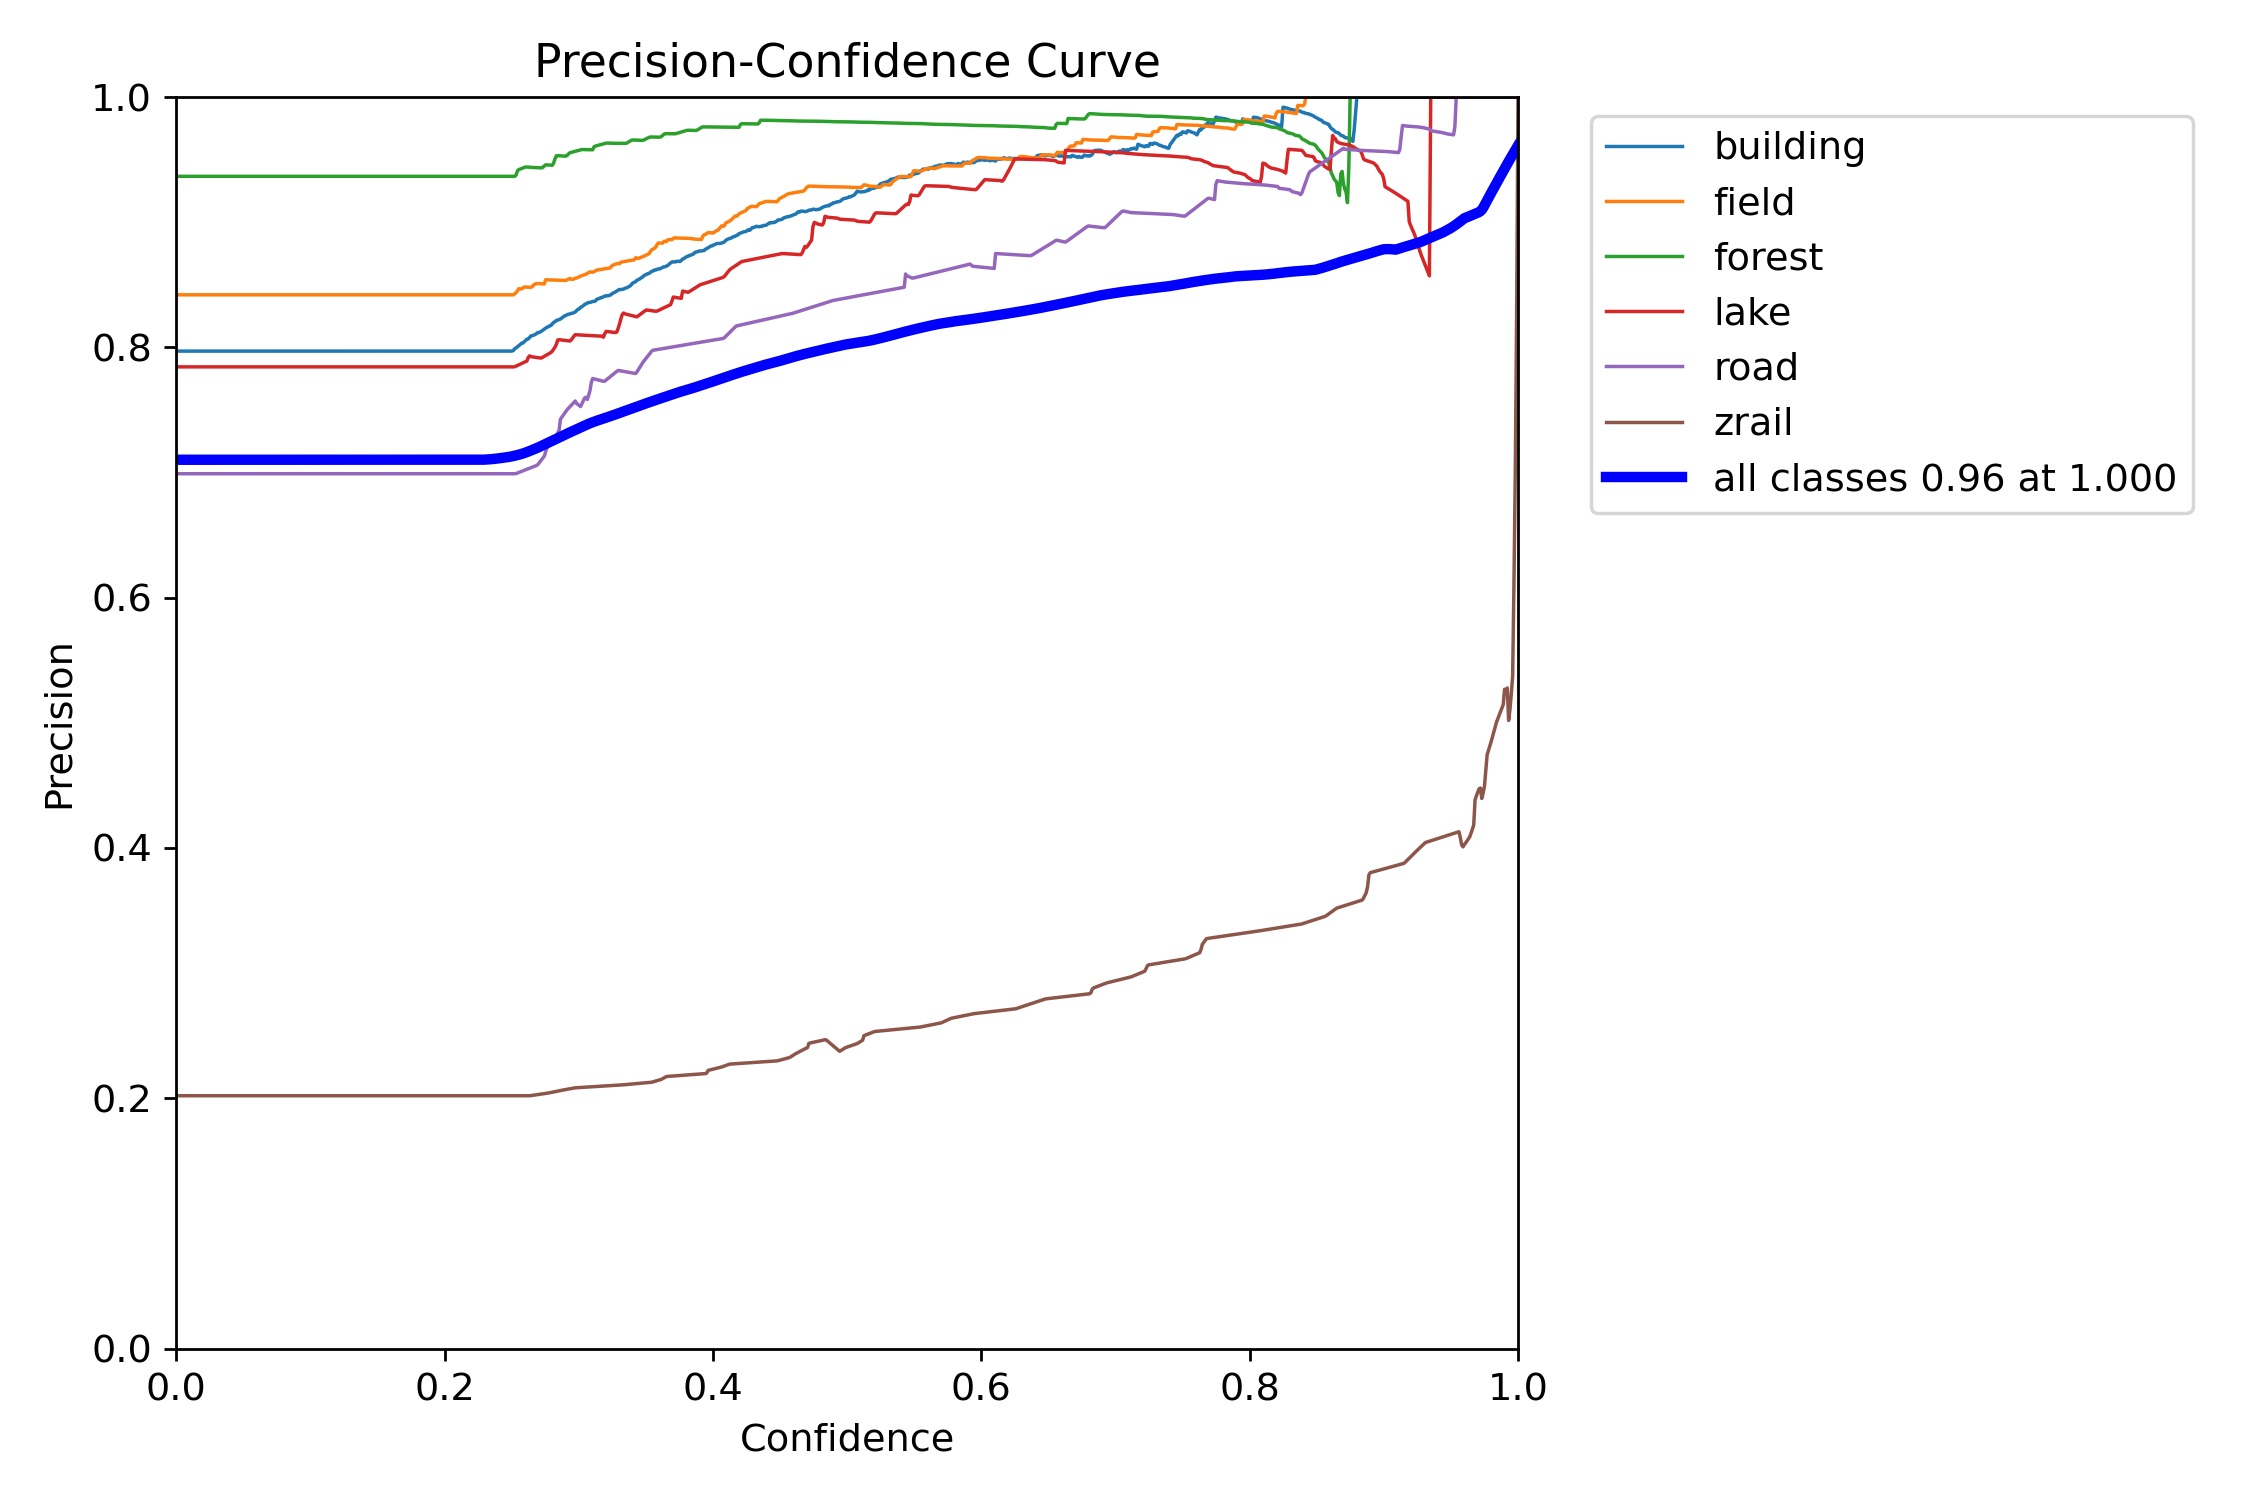 Precision-Confidence Curve
1.0
0.8
0.6
0.4
0.2
0.0
Precision
0.0 0.2 0.4 0.6 0.8 1.0
Confidence
building
field
forest
lake
road
zrail
all classes 0.96 at 1.000